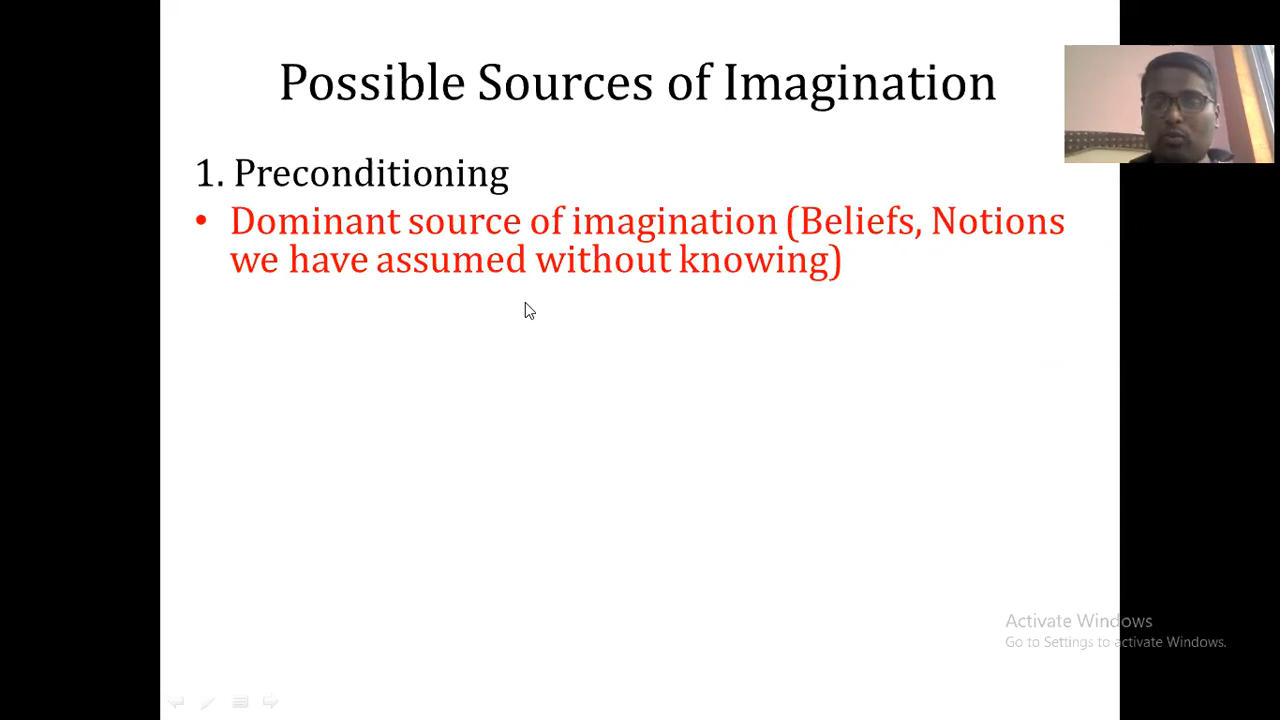 Possible Sources of Imagination
1. Preconditioning
• Dominant source of imagination (Beliefs, Notions
we have assumed without knowing)
Activate Windows
Go to Settings to activate Windows.